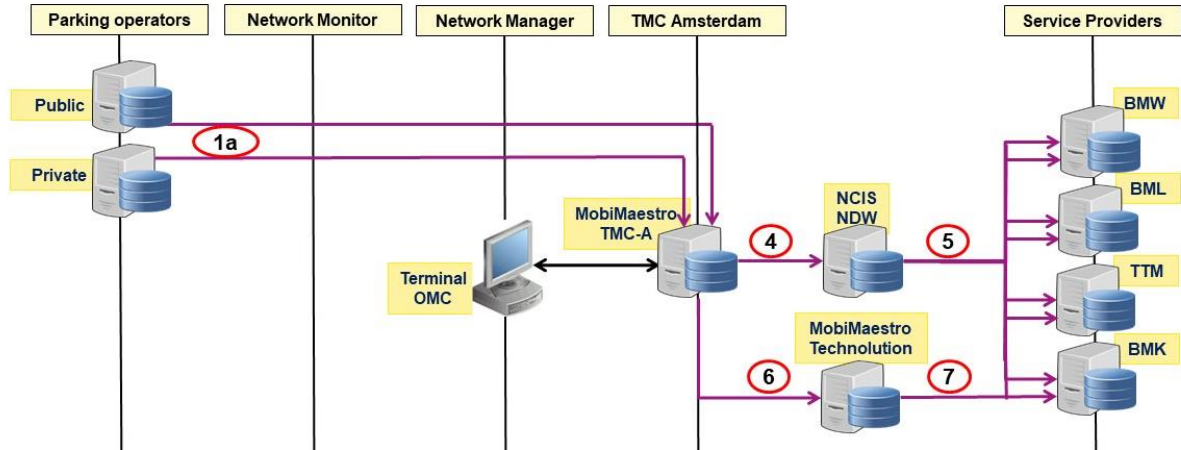 Parking operators
Network Monitor
Network Manager
TMC Amsterdam
Service Providers
Public
1a
Private
BMW
MobiMaestro
TMC-A
NCIS
NDW
BML
4
5
Terminal
OMC
TTM
MobiMaestro
Technolution
BMK
6
7